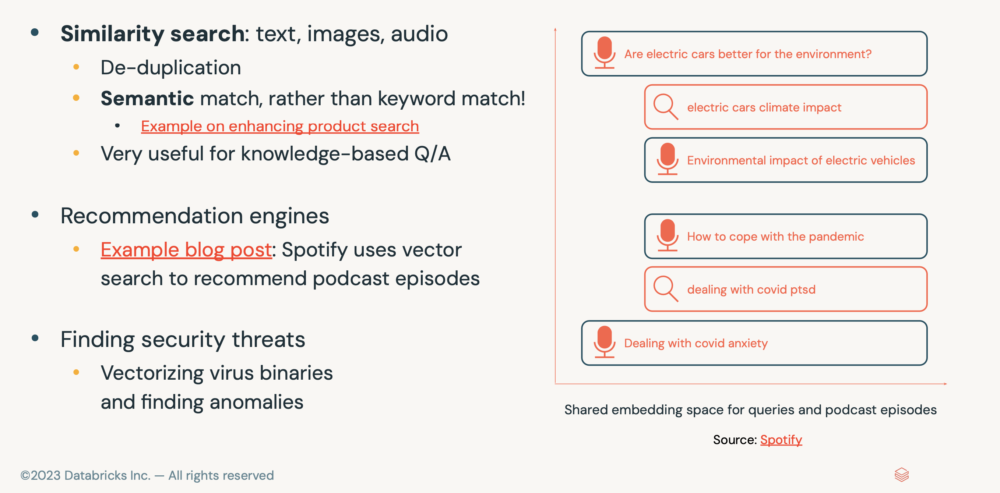 Similarity search: text, images, audio
De-duplication
Semantic match, rather than keyword match!
Example on enhancing product search
Very useful for knowledge-based Q/A
Recommendation engines
Example blog post: Spotify uses vector
search to recommend podcast episodes
Finding security threats
Vectorizing virus binaries
and finding anomalies
Are electric cars better for the environment?
electric cars climate impact
Environmental impact of electric vehicles
How to cope with the pandemic
dealing with covid ptsd
Dealing with covid anxiety
Shared embedding space for queries and podcast episodes
Source: Spotify
©2023 Databricks Inc. — All rights reserved